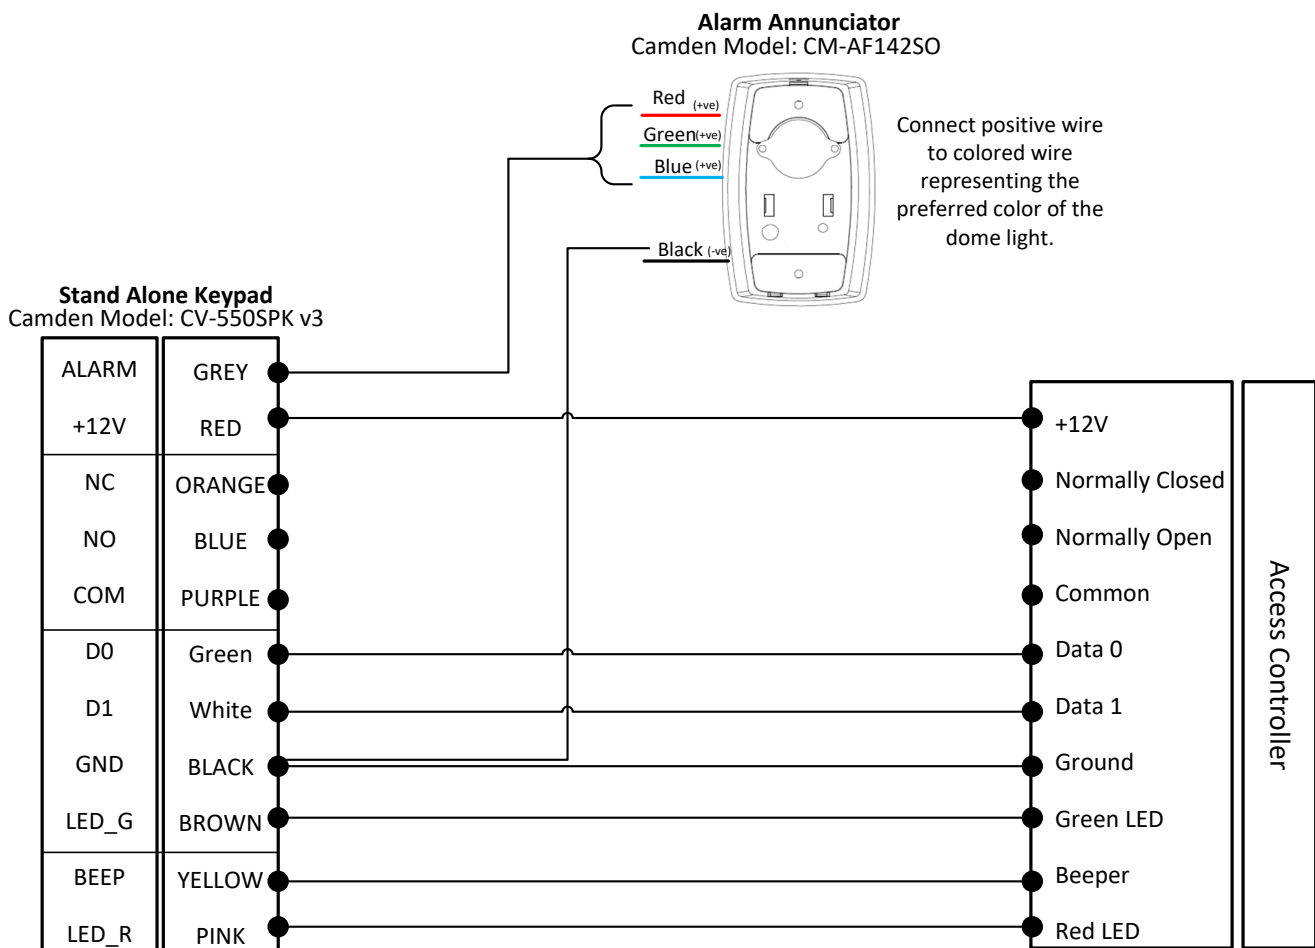 Alarm Annunciator
Camden Model: CM-AF142SO
Red (+ve)
Green(+ve)
Blue (+ve)
Black (-ve)
Connect positive wire
to colored wire
representing the
preferred color of the
dome light.
Stand Alone Keypad
Camden Model: CV-550SPK v3
ALARM GREY
+12V RED
NC ORANGE
NO BLUE
COM PURPLE
D0 Green
D1 White
GND BLACK
LED_G BROWN
BEEP YELLOW
LED_R PINK
+12V
Normally Closed
Normally Open
Common
Data 0
Data 1
Ground
Green LED
Beeper
Red LED
Access Controller